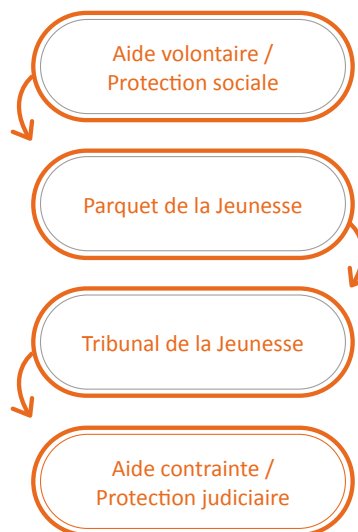 Aide volontaire /
Protection sociale
Parquet de la Jeunesse
Tribunal de la Jeunesse
Aide contrainte /
Protection judiciaire